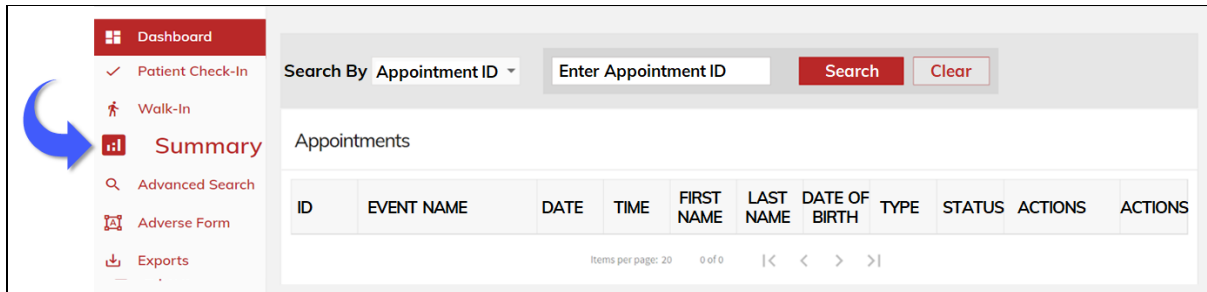 Dashboard
Patient Check-In
Walk-In
Summary
Advanced Search
Adverse Form
Exports
Search By Appointment ID Enter Appointment ID Search Clear
Appointments
ID EVENT NAME DATE TIME FIRST NAME LAST NAME DATE OF BIRTH TYPE STATUS ACTIONS ACTIONS
Items per page: 20 0 of 0